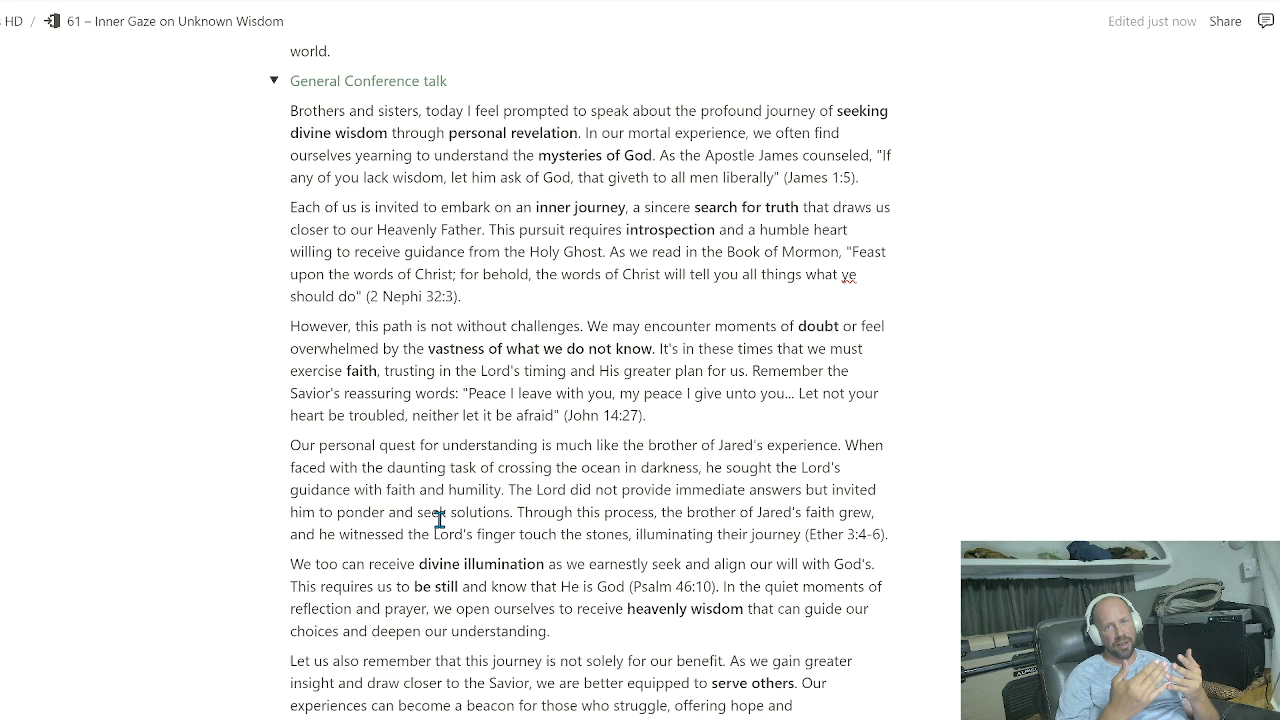 HD / 61 – Inner Gaze on Unknown Wisdom
Edited just now Share
world.
General Conference talk
Brothers and sisters, today I feel prompted to speak about the profound journey of seeking
divine wisdom through personal revelation. In our mortal experience, we often find
ourselves yearning to understand the mysteries of God. As the Apostle James counseled, "If
any of you lack wisdom, let him ask of God, that giveth to all men liberally" (James 1:5).
Each of us is invited to embark on an inner journey, a sincere search for truth that draws us
closer to our Heavenly Father. This pursuit requires introspection and a humble heart
willing to receive guidance from the Holy Ghost. As we read in the Book of Mormon, "Feast
upon the words of Christ; for behold, the words of Christ will tell you all things what ye
should do" (2 Nephi 32:3).
However, this path is not without challenges. We may encounter moments of doubt or feel
overwhelmed by the vastness of what we do not know. It's in these times that we must
exercise faith, trusting in the Lord's timing and His greater plan for us. Remember the
Savior's reassuring words: "Peace I leave with you, my peace I give unto you... Let not your
heart be troubled, neither let it be afraid" (John 14:27).
Our personal quest for understanding is much like the brother of Jared's experience. When
faced with the daunting task of crossing the ocean in darkness, he sought the Lord's
guidance with faith and humility. The Lord did not provide immediate answers but invited
him to ponder and seek solutions. Through this process, the brother of Jared's faith grew,
and he witnessed the Lord's finger touch the stones, illuminating their journey (Ether 3:4-6).
We too can receive divine illumination as we earnestly seek and align our will with God's.
This requires us to be still and know that He is God (Psalm 46:10). In the quiet moments of
reflection and prayer, we open ourselves to receive heavenly wisdom that can guide our
choices and deepen our understanding.
Let us also remember that this journey is not solely for our benefit. As we gain greater
insight and draw closer to the Savior, we are better equipped to serve others. Our
experiences can become a beacon for those who struggle, offering hope and